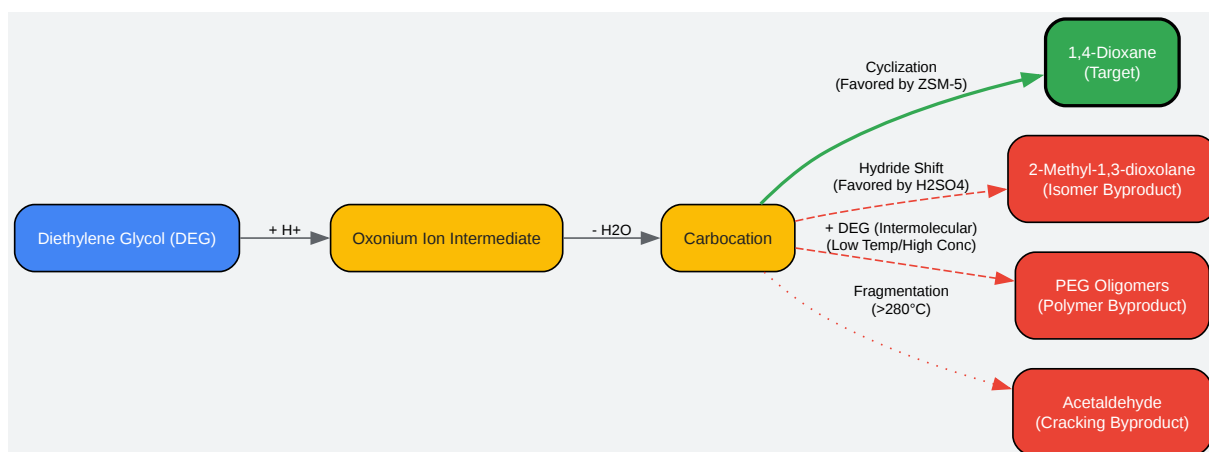 Diethylene Glycol (DEG)
+ H+
Oxonium Ion Intermediate
- H2O
Carbocation
Cyclization
(Favored by ZSM-5)
1,4-Dioxane
(Target)
Hydride Shift
(Favored by H2SO4)
2-Methyl-1,3-dioxolane
(Isomer Byproduct)
+ DEG (Intermolecular)
(Low Temp/High Conc)
PEG Oligomers
(Polymer Byproduct)
Fragmentation
(>280°C)
Acetaldehyde
(Cracking Byproduct)